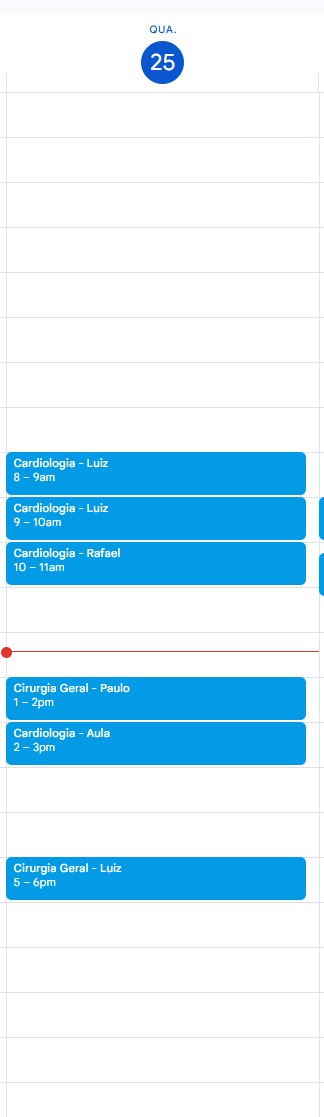 QUA.
25
Cardiologia - Luiz
8 – 9am
Cardiologia - Luiz
9 – 10am
Cardiologia - Rafael
10 – 11am
Cirurgia Geral - Paulo
1 – 2pm
Cardiologia - Aula
2 – 3pm
Cirurgia Geral - Luiz
5 – 6pm